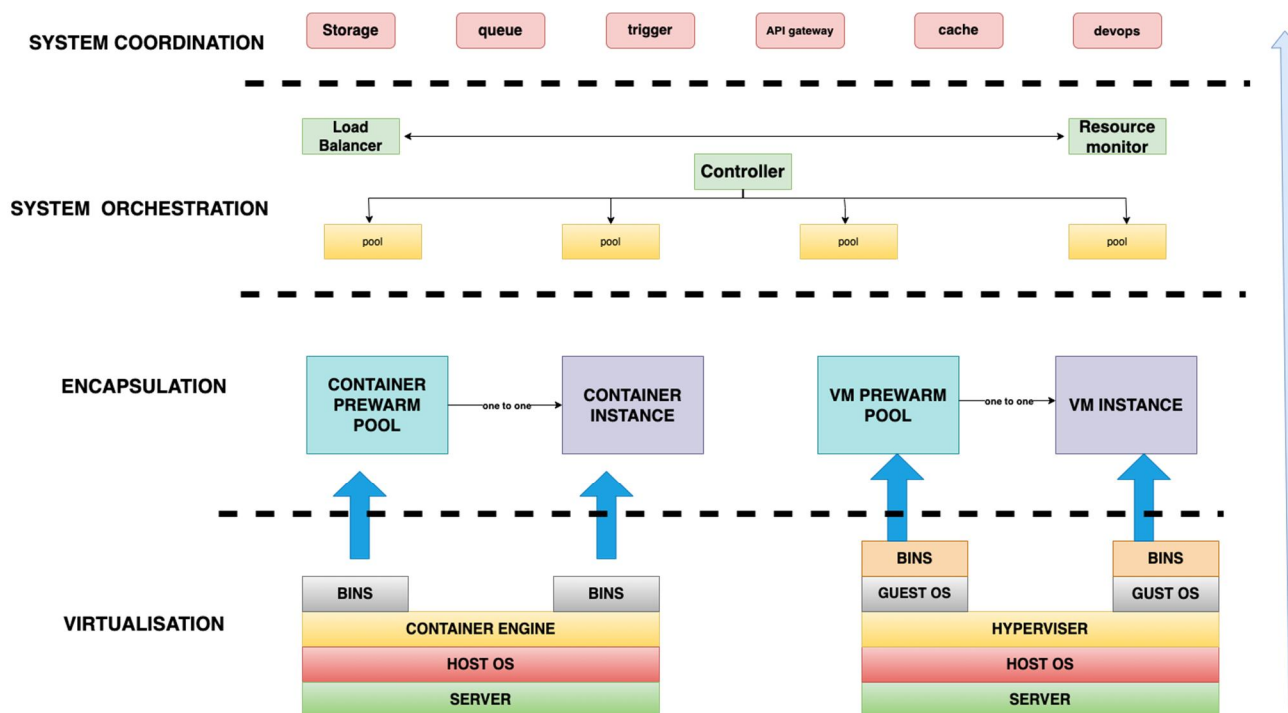 Storage
queue
trigger
API gateway
cache
devops
SYSTEM COORDINATION
Load
Balancer
Resource
monitor
Controller
SYSTEM ORCHESTRATION
pool
pool
pool
pool
ENCAPSULATION
CONTAINER
PREWARM
POOL
one to one
CONTAINER
INSTANCE
VM PREWARM
POOL
one to one
VM INSTANCE
VIRTUALISATION
BINS
BINS
CONTAINER ENGINE
HOST OS
SERVER
BINS
BINS
GUEST OS
GUST OS
HYPERVISER
HOST OS
SERVER